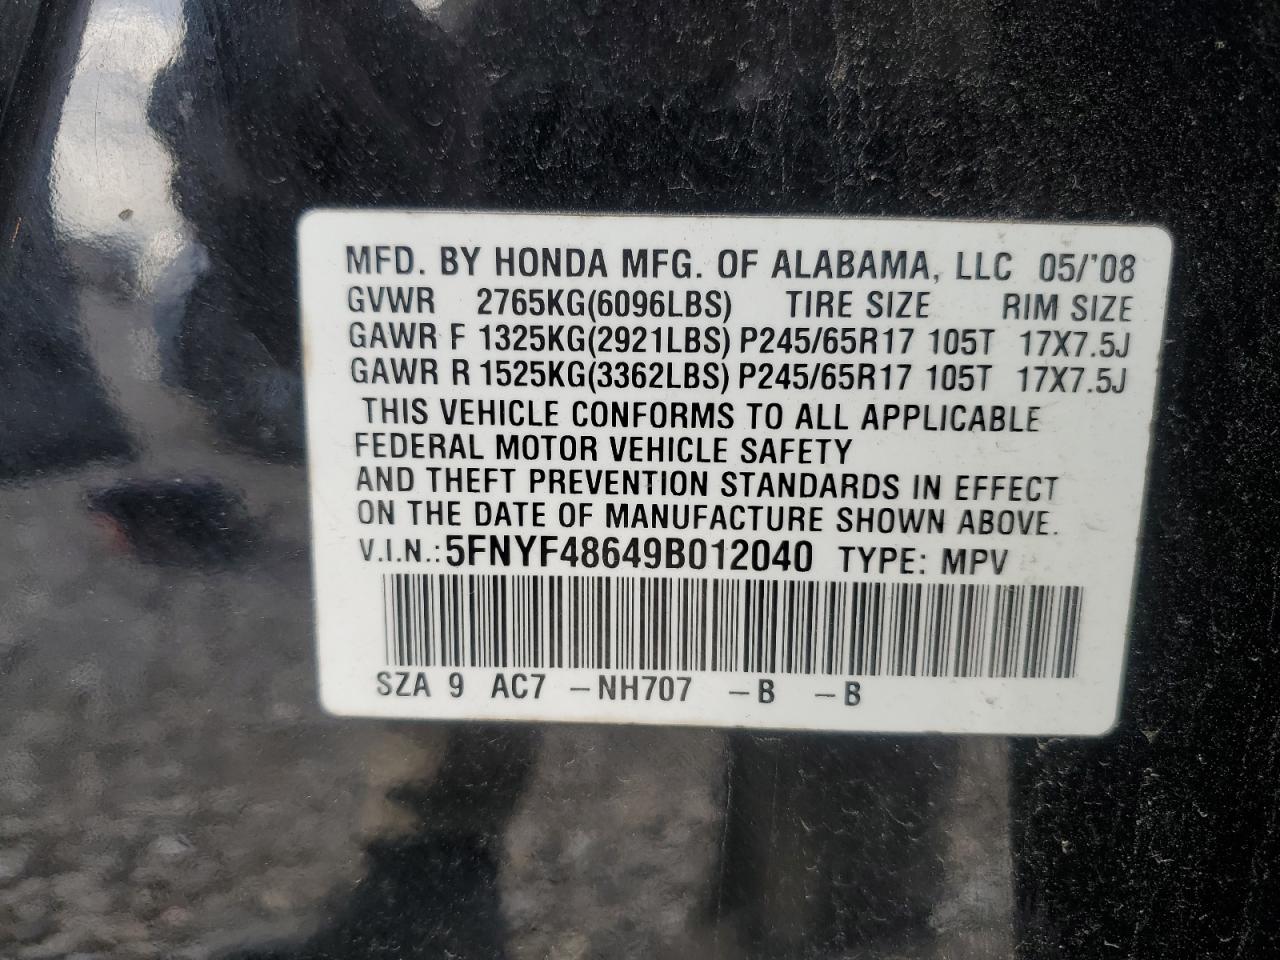 MFD. BY HONDA MFG. OF ALABAMA, LLC 05/'08
GVWR 2765KG(6096LBS) TIRE SIZE RIM SIZE
GAWR F 1325KG(2921LBS) P245/65R17 105T 17X7.5J
GAWR R 1525KG(3362LBS) P245/65R17 105T 17X7.5J
THIS VEHICLE CONFORMS TO ALL APPLICABLE
FEDERAL MOTOR VEHICLE SAFETY
AND THEFT PREVENTION STANDARDS IN EFFECT
ON THE DATE OF MANUFACTURE SHOWN ABOVE.
V.I.N.: 5FNYF48649B012040 TYPE: MPV
SZA 9 AC7 -NH707 -B -B